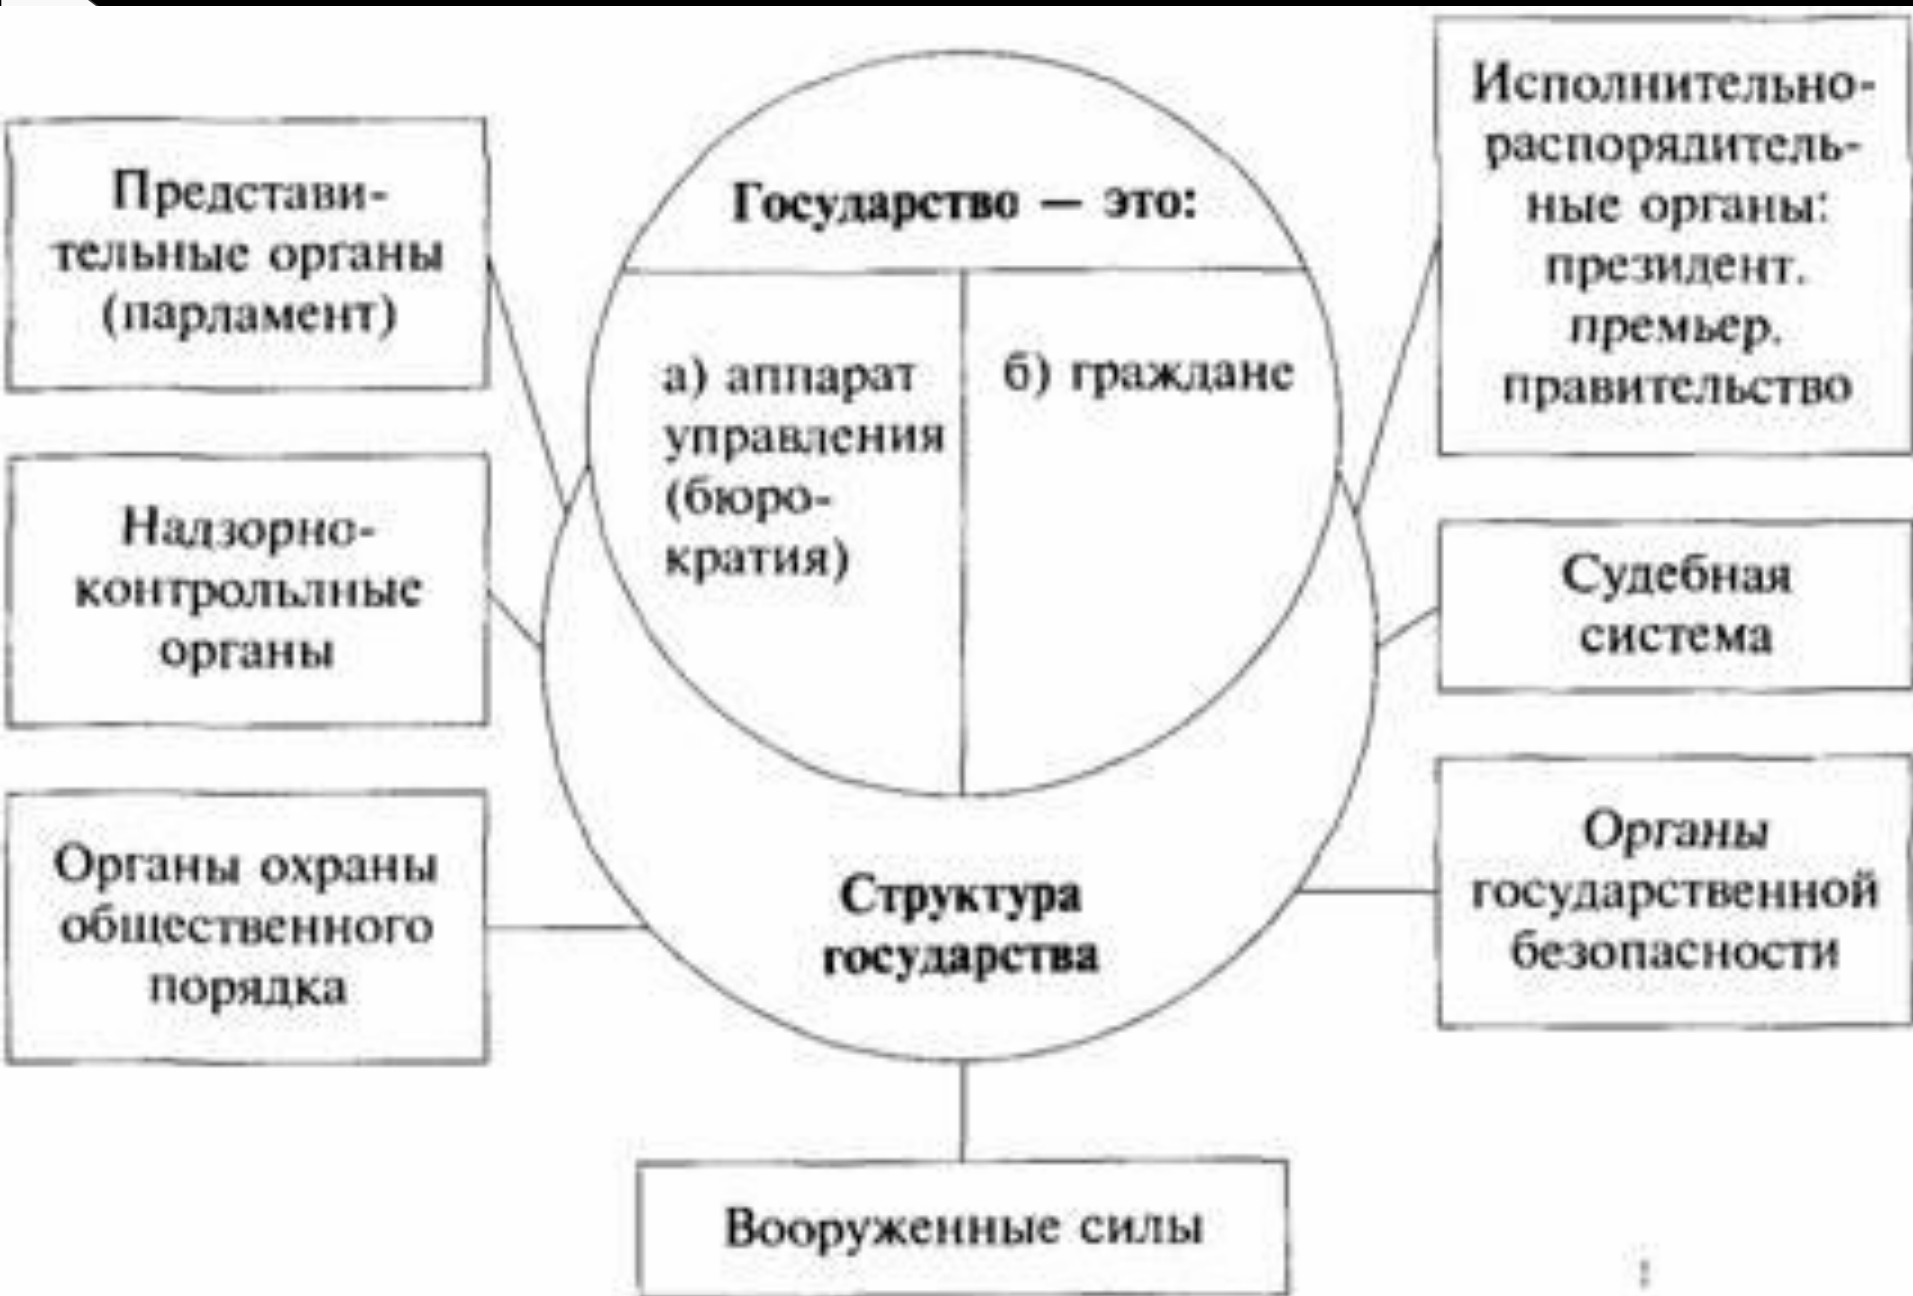 Представи-
тельные органы
(парламент)
Надзорно-
контрольлные
органы
Органы охраны
общественного
порядка
Государство — это:
а) аппарат
управления
(бюро-
кратия)
б) граждане
Структура
государства
Вооруженные силы
Исполнительно-
распорядитель-
ные органы:
президент.
премьер.
правительство
Судебная
система
Органы
государственной
безопасности